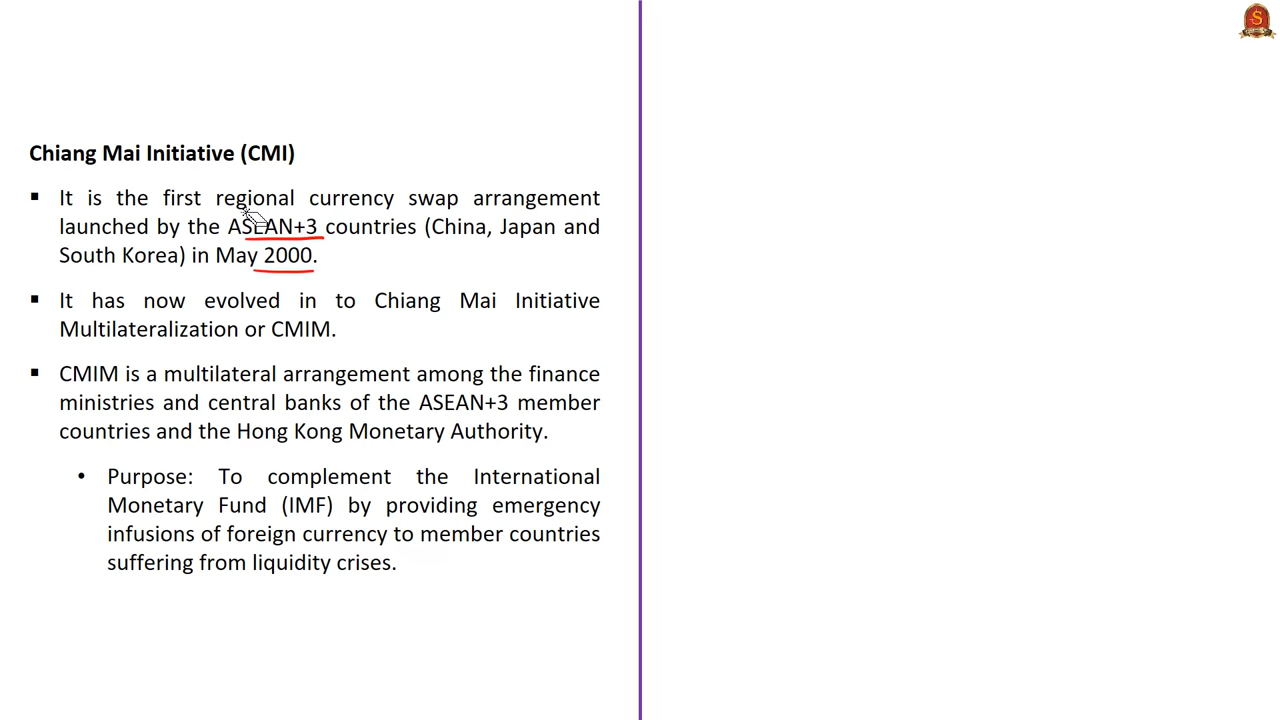 Chiang Mai Initiative (CMI)
▪ It is the first regional currency swap arrangement
launched by the ASEAN+3 countries (China, Japan and
South Korea) in May 2000.
▪ It has now evolved in to Chiang Mai Initiative
Multilateralization or CMIM.
▪ CMIM is a multilateral arrangement among the finance
ministries and central banks of the ASEAN+3 member
countries and the Hong Kong Monetary Authority.
• Purpose: To complement the International
Monetary Fund (IMF) by providing emergency
infusions of foreign currency to member countries
suffering from liquidity crises.
S